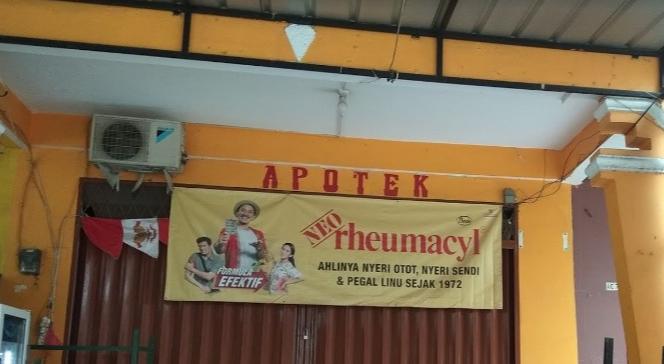 APOTEK
NEO rheumacyl
AHLINYA NYERI OTOT, NYERI SENDI
& PEGAL LINU SEJAK 1972
FORMULA
EFEKTIF